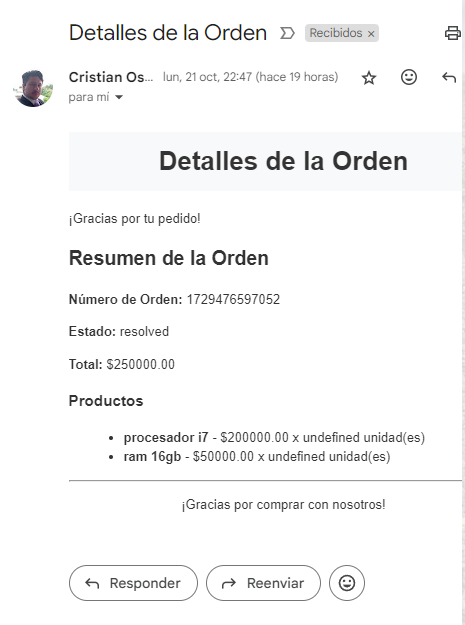 Detalles de la Orden Recibidos ×
Cristian Os... lun, 21 oct, 22:47 (hace 19 horas)
para mí
Detalles de la Orden
¡Gracias por tu pedido!
Resumen de la Orden
Número de Orden: 1729476597052
Estado: resolved
Total: $250000.00
Productos
• procesador i7 - $200000.00 x undefined unidad(es)
• ram 16gb - $50000.00 x undefined unidad(es)
¡Gracias por comprar con nosotros!
Responder Reenviar